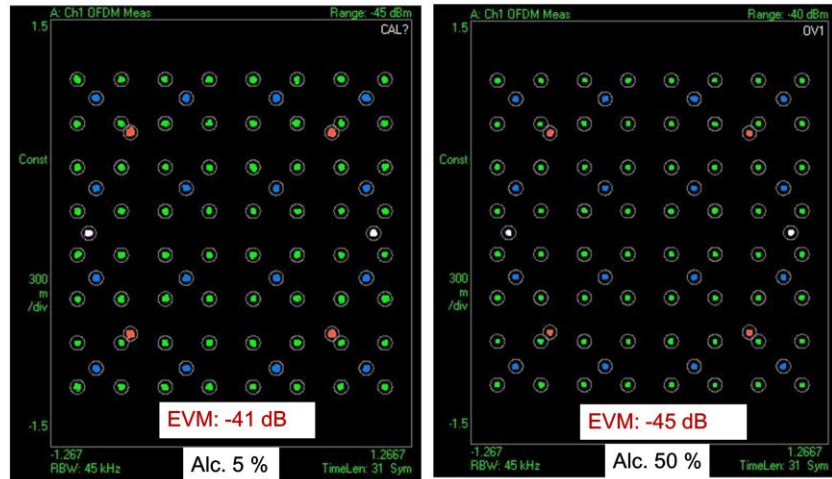 A: Ch1 OFDM Meas Range: -45 dBm
1.5 CAL?
Const
300
m
/div
EVM: -41 dB
-1.5
-1.267 1.2667
RBW: 45 kHz TimeLen: 31 Sym
Alc. 5 %
A: Ch1 OFDM Meas Range: -40 dBm
1.5 OV1
Const
300
m
/div
EVM: -45 dB
-1.5
-1.267 1.2667
RBW: 45 kHz TimeLen: 31 Sym
Alc. 50 %